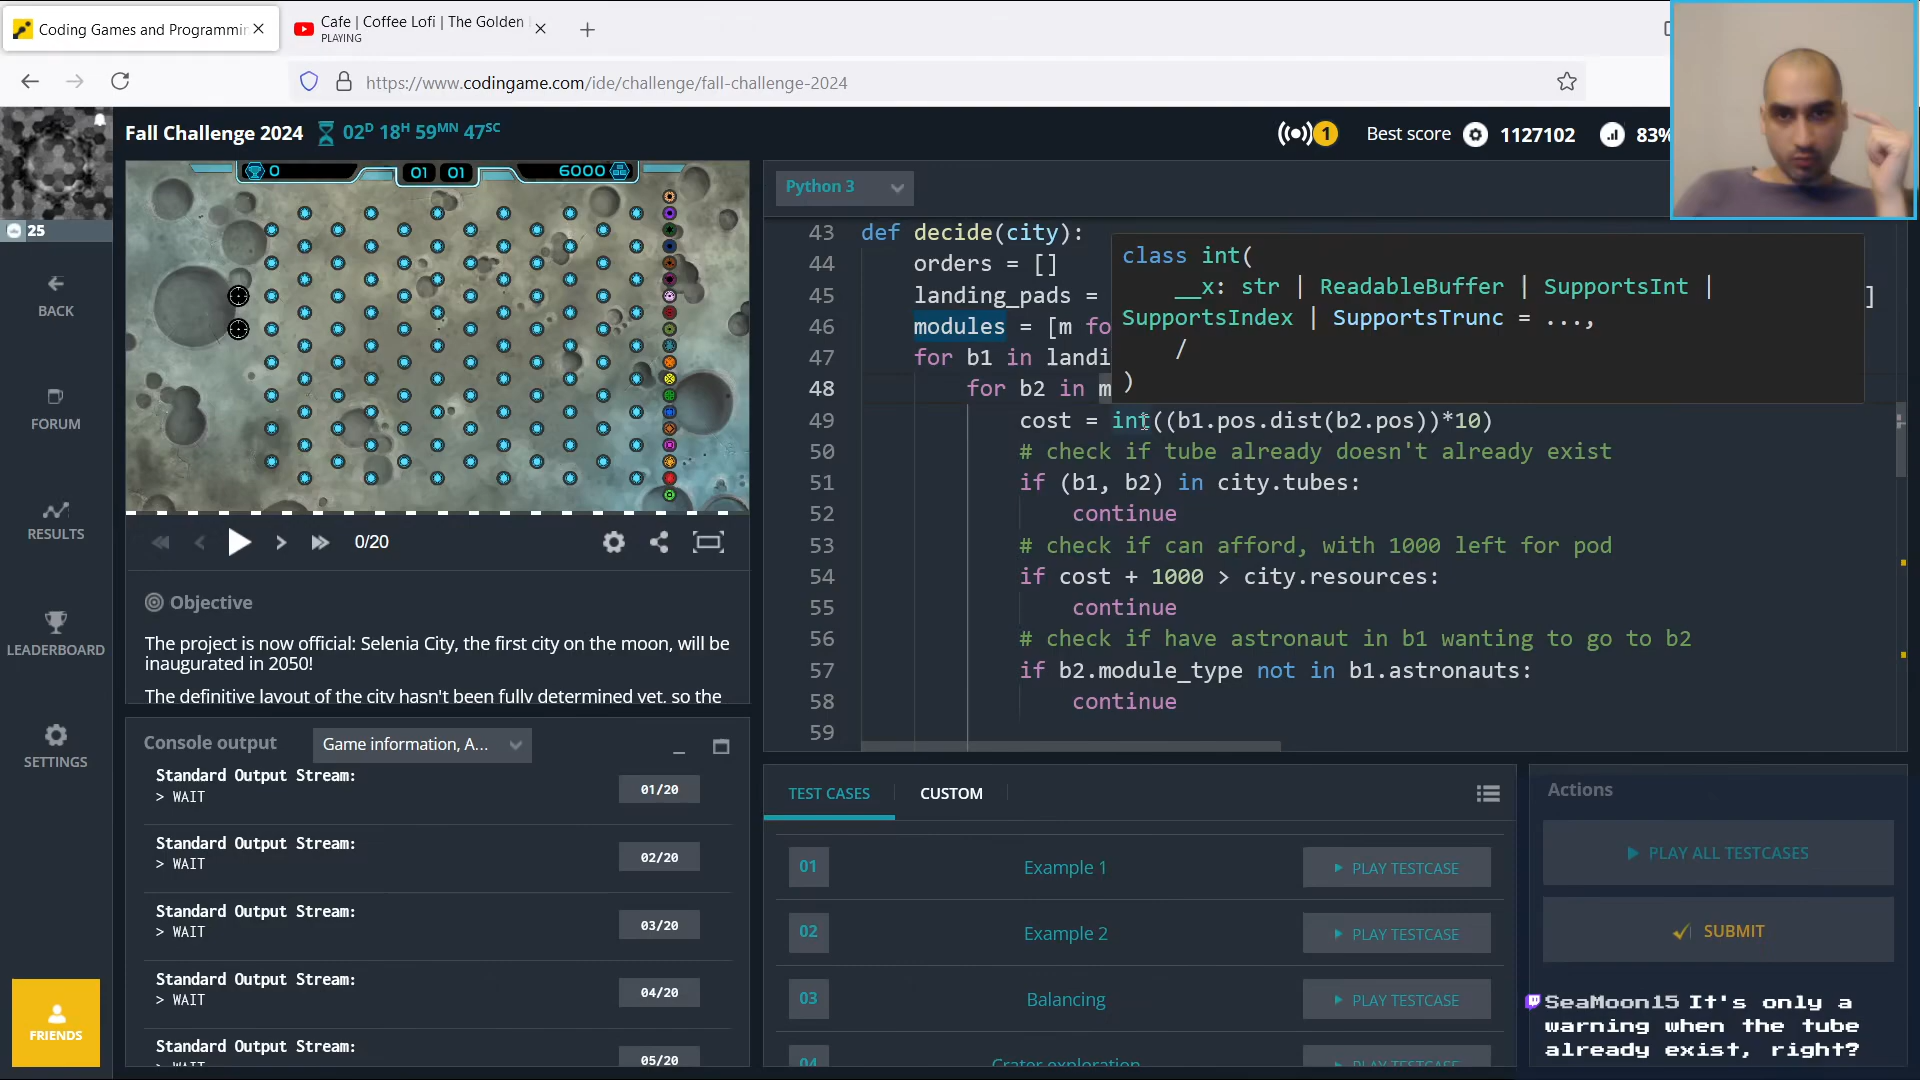 Coding Games and Programmin
Cafe | Coffee Lofi | The Golden
PLAYING
https://www.codingame.com/ide/challenge/fall-challenge-2024
Fall Challenge 2024
02D 18H 59MN 47SC
1
Best score
1127102
83%
25
BACK
FORUM
RESULTS
LEADERBOARD
SETTINGS
FRIENDS
0
01 01
6000
0/20
Objective
The project is now official: Selenia City, the first city on the moon, will be
inaugurated in 2050!
The definitive layout of the city hasn't been fully determined yet, so the
Console output
Game information, A...
Standard Output Stream:
> WAIT
01/20
Standard Output Stream:
> WAIT
02/20
Standard Output Stream:
> WAIT
03/20
Standard Output Stream:
> WAIT
04/20
Standard Output Stream:
> WAIT
05/20
Python 3
43 def decide(city):
44 orders = []
45 landing_pads = ]
46 modules = [m fo
47 for b1 in landi
48 for b2 in m
49 cost = int((b1.pos.dist(b2.pos))*10)
50 # check if tube already doesn't already exist
51 if (b1, b2) in city.tubes:
52 continue
53 # check if can afford, with 1000 left for pod
54 if cost + 1000 > city.resources:
55 continue
56 # check if have astronaut in b1 wanting to go to b2
57 if b2.module_type not in b1.astronauts:
58 continue
59
class int(
__x: str | ReadableBuffer | SupportsInt |
SupportsIndex | SupportsTrunc = ...,
/
)
TEST CASES
CUSTOM
01 Example 1 PLAY TESTCASE
02 Example 2 PLAY TESTCASE
03 Balancing PLAY TESTCASE
04 Crater exploration PLAY TESTCASE
Actions
PLAY ALL TESTCASES
SUBMIT
SeaMoon15 It's only a
warning when the tube
already exist, right?